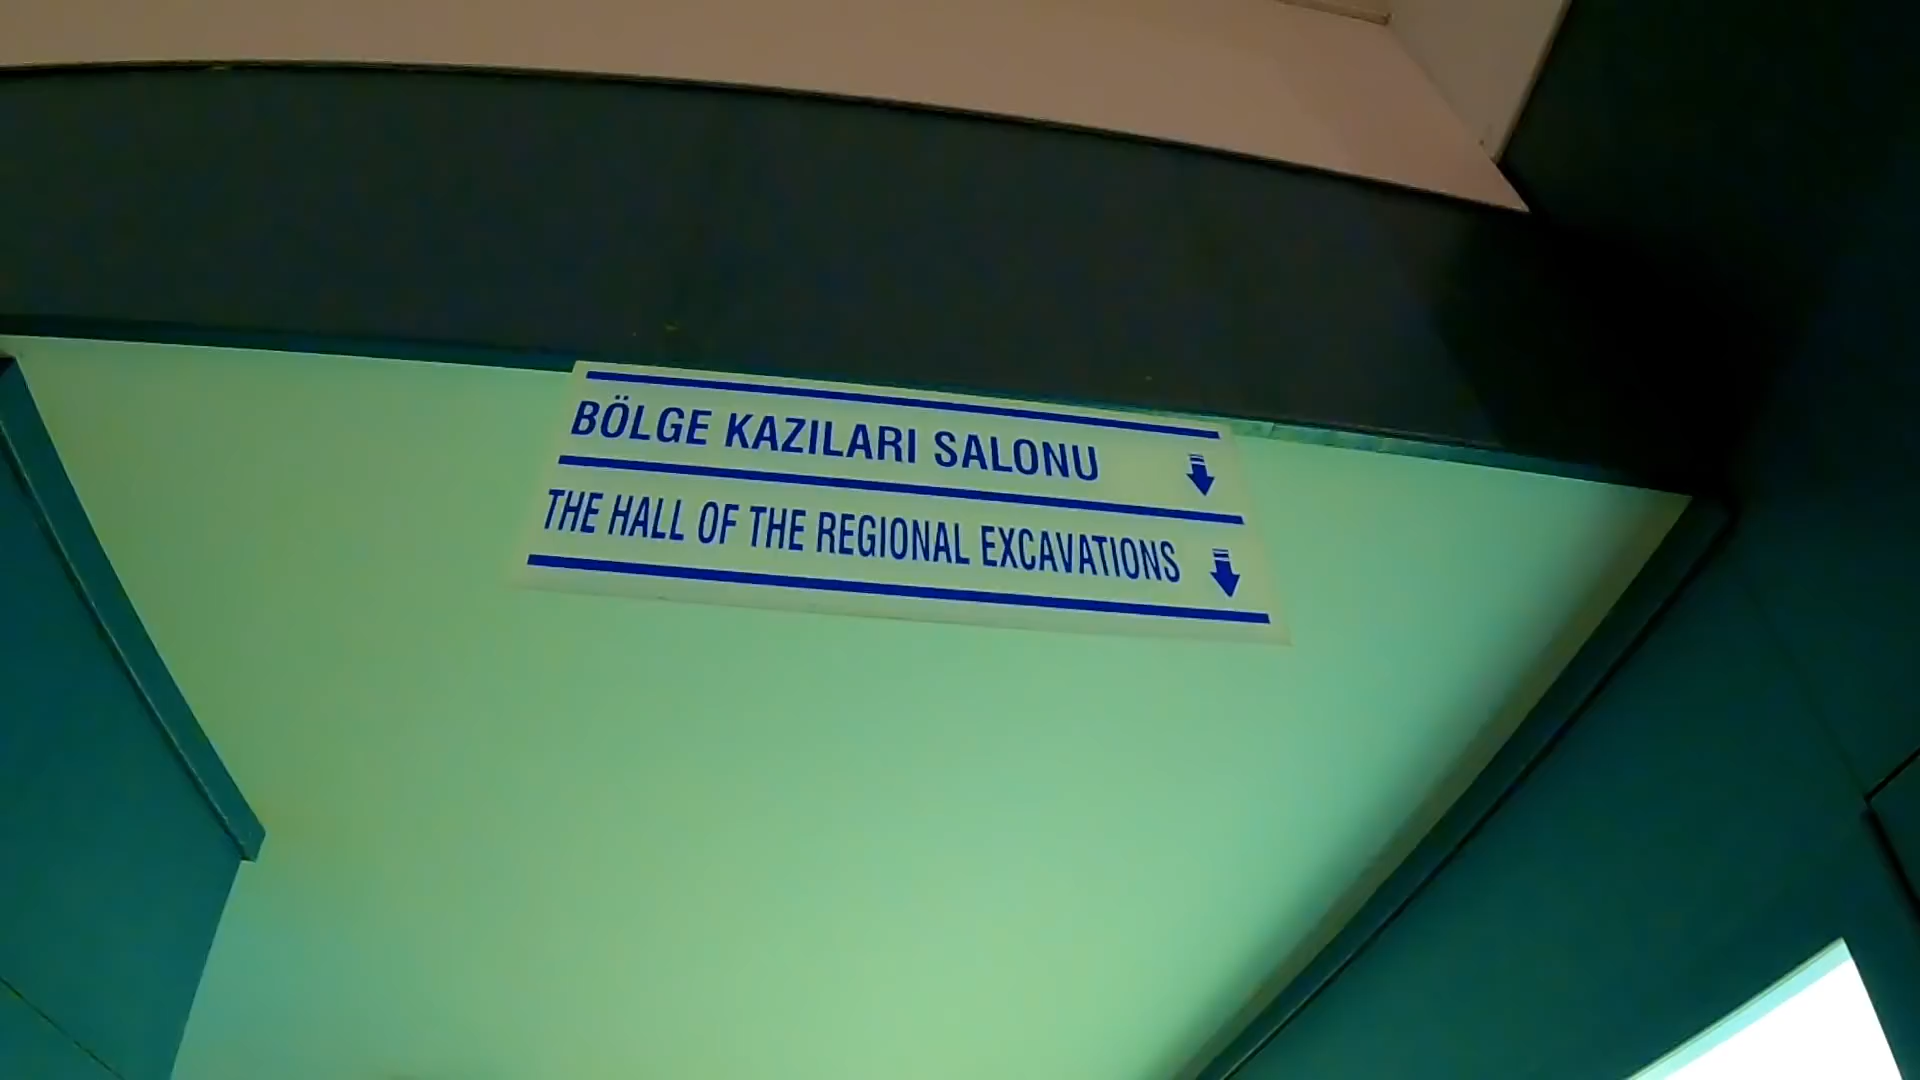 BÖLGE KAZILARI SALONU
THE HALL OF THE REGIONAL EXCAVATIONS